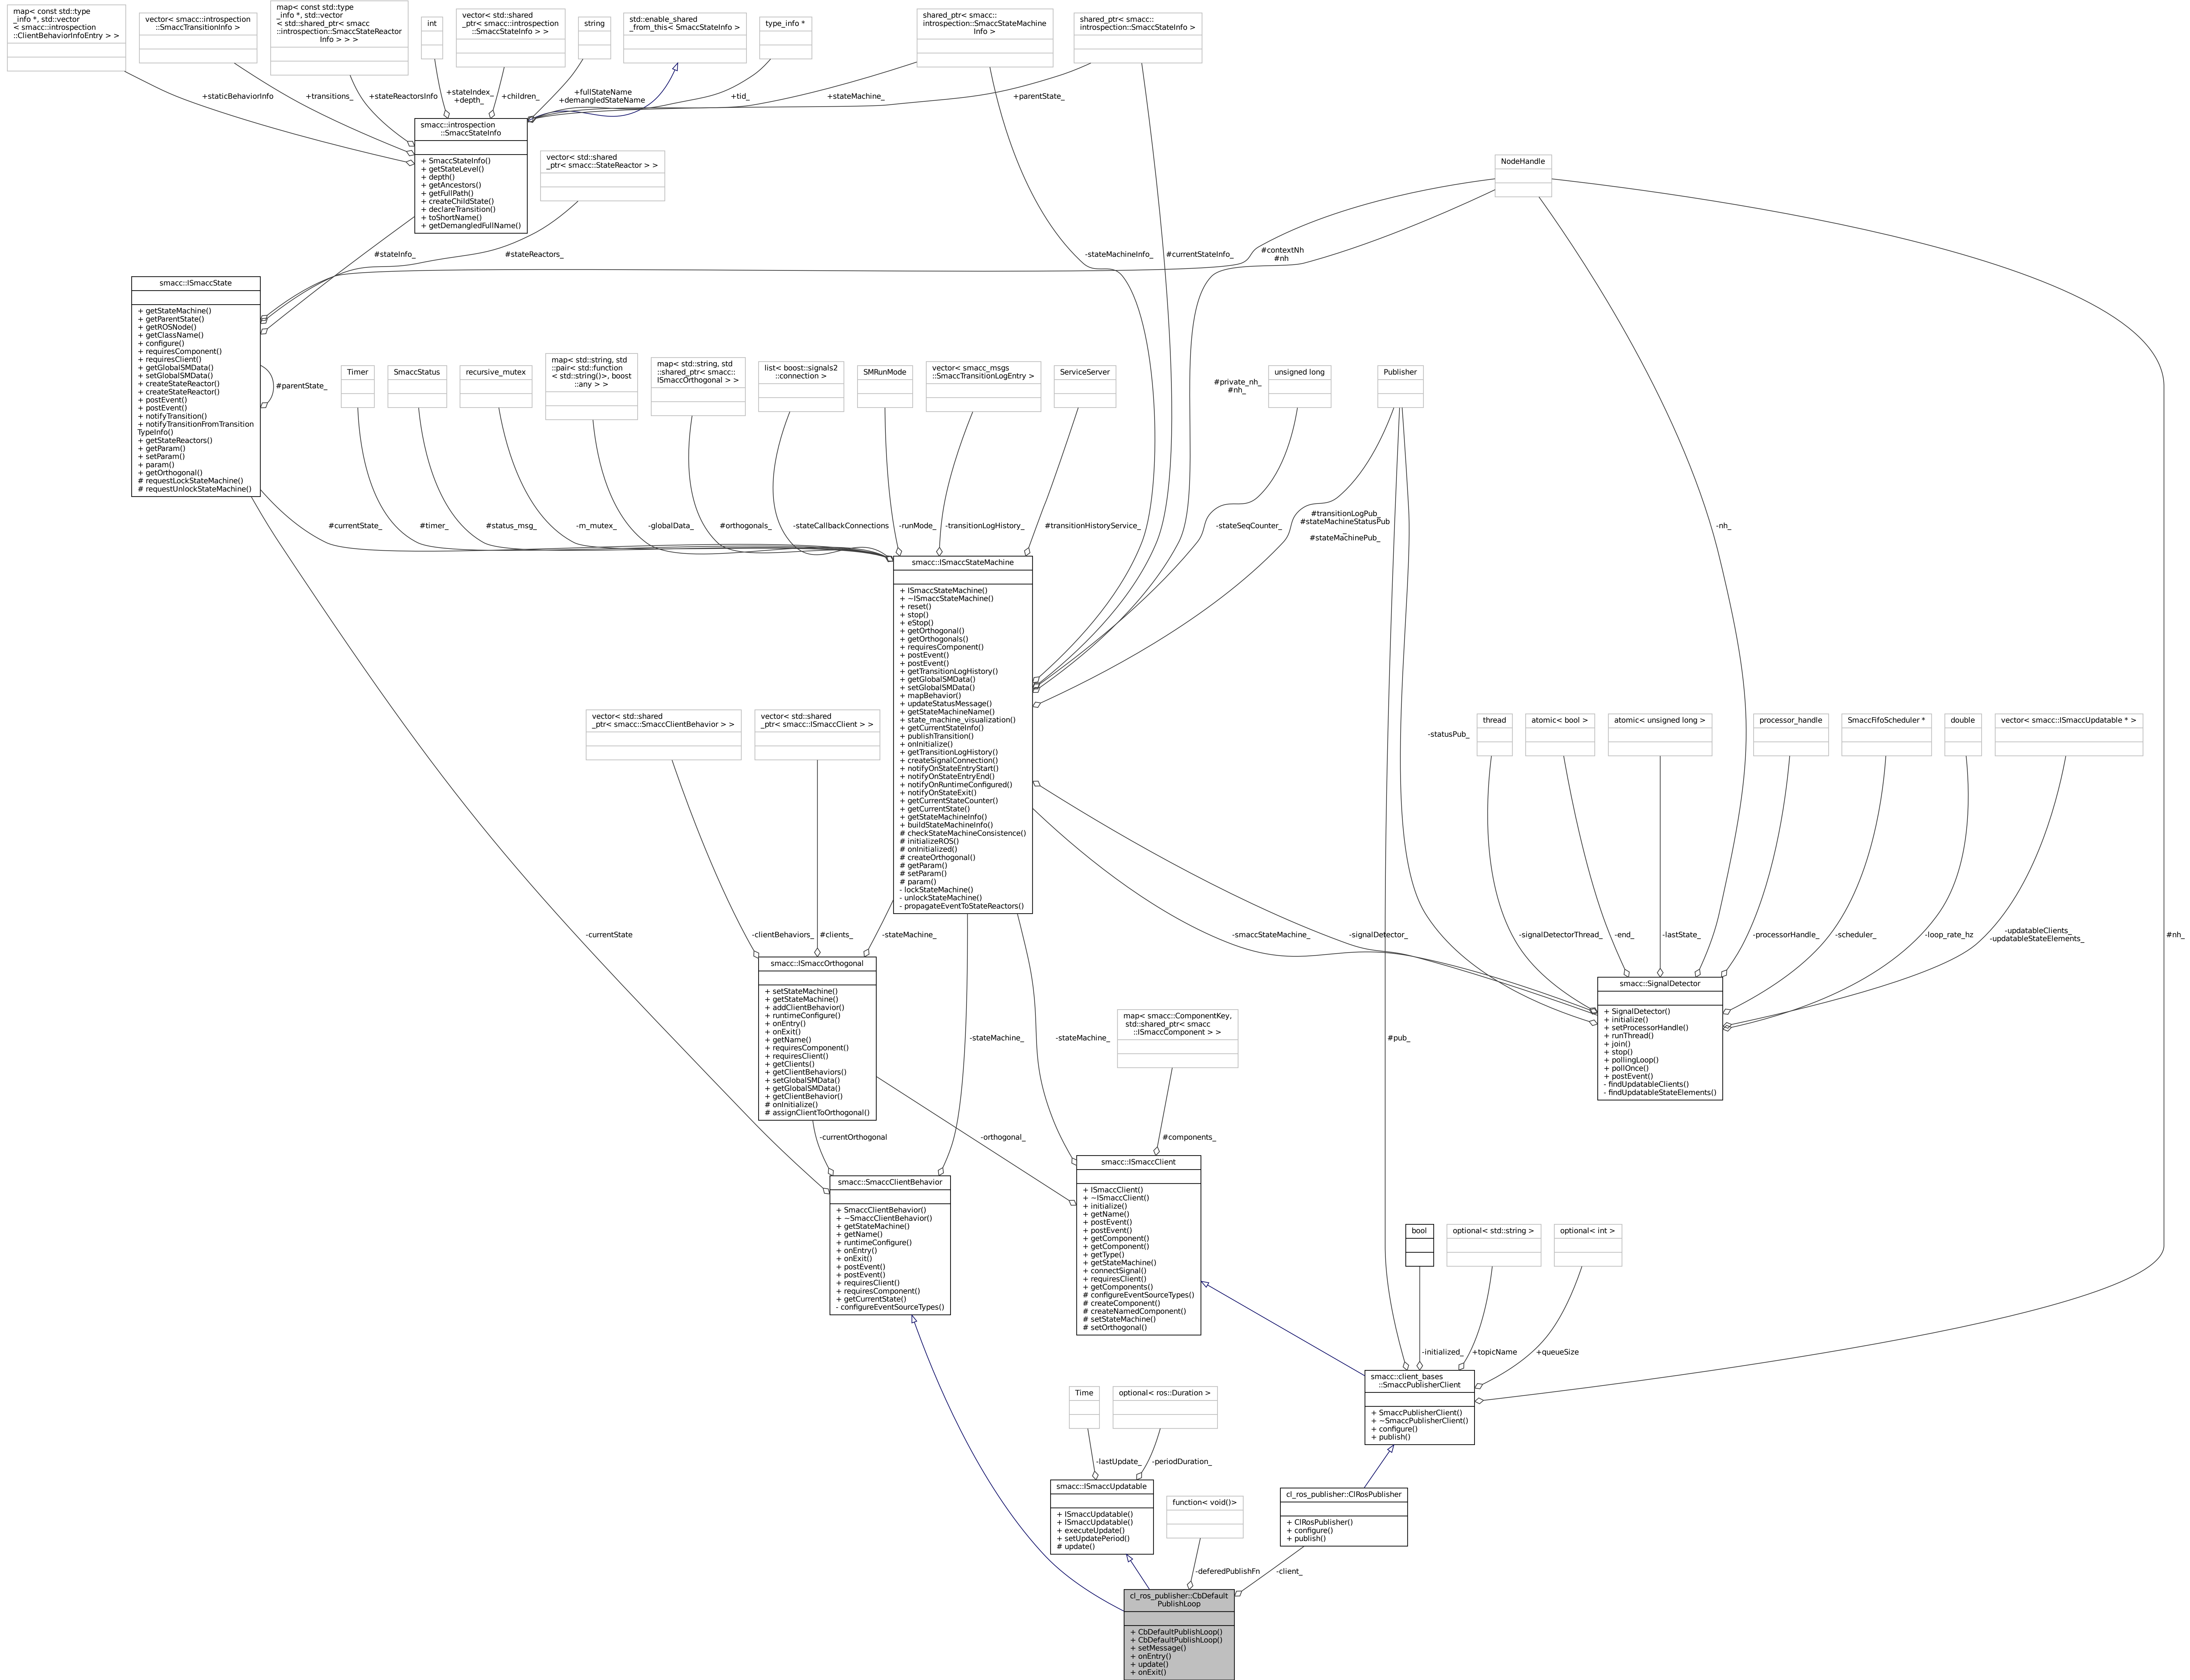 map< const std::type
_info *, std::vector
< smacc::introspection
::ClientBehaviorInfoEntry > >
vector< smacc::introspection
::SmaccTransitionInfo >
map< const std::type
_info *, std::vector
< std::shared_ptr< smacc
::introspection::SmaccStateReactor
Info > > >
int
vector< std::shared
_ptr< smacc::introspection
::SmaccStateInfo > >
string
std::enable_shared
_from_this< SmaccStateInfo >
type_info *
shared_ptr< smacc::
introspection::SmaccStateMachine
Info >
shared_ptr< smacc::
introspection::SmaccStateInfo >
+staticBehaviorInfo
+transitions_
+stateReactorsInfo
+stateIndex_
+depth_
+children_
+fullStateName
+demangledStateName
+tid_
+stateMachine_
+parentState_
smacc::introspection
::SmaccStateInfo
+ SmaccStateInfo()
+ getStateLevel()
+ depth()
+ getAncestors()
+ getFullPath()
+ createChildState()
+ declareTransition()
+ toShortName()
+ getDemangledFullName()
vector< std::shared
_ptr< smacc::StateReactor > >
NodeHandle
#stateInfo_
#stateReactors_
-stateMachineInfo_
#currentStateInfo_
#contextNh
#nh
smacc::ISmaccState
+ getStateMachine()
+ getParentState()
+ getROSNode()
+ getClassName()
+ configure()
+ requiresComponent()
+ requiresClient()
+ getGlobalSMData()
+ setGlobalSMData()
+ createStateReactor()
+ createStateReactor()
+ postEvent()
+ postEvent()
+ notifyTransition()
+ notifyTransitionFromTransition
TypeInfo()
+ getStateReactors()
+ getParam()
+ setParam()
+ param()
+ getOrthogonal()
# requestLockStateMachine()
# requestUnlockStateMachine()
#parentState_
Timer
SmaccStatus
recursive_mutex
map< std::string, std
::pair< std::function
< std::string()>, boost
::any > >
map< std::string, std
::shared_ptr< smacc::
ISmaccOrthogonal > >
list< boost::signals2
::connection >
SMRunMode
vector< smacc_msgs
::SmaccTransitionLogEntry >
ServiceServer
#private_nh_
#nh_
unsigned long
Publisher
#currentState_
#timer_
#status_msg_
-m_mutex_
-globalData_
#orthogonals_
-stateCallbackConnections
-runMode_
-transitionLogHistory_
#transitionHistoryService_
-stateSeqCounter_
#transitionLogPub_
#stateMachineStatusPub
_
#stateMachinePub_
-nh_
smacc::ISmaccStateMachine
+ ISmaccStateMachine()
+ ~ISmaccStateMachine()
+ reset()
+ stop()
+ eStop()
+ getOrthogonal()
+ getOrthogonals()
+ requiresComponent()
+ postEvent()
+ postEvent()
+ getTransitionLogHistory()
+ getGlobalSMData()
+ setGlobalSMData()
+ mapBehavior()
+ updateStatusMessage()
+ getStateMachineName()
+ state_machine_visualization()
+ getCurrentStateInfo()
+ publishTransition()
+ onInitialize()
+ getTransitionLogHistory()
+ createSignalConnection()
+ notifyOnStateEntryStart()
+ notifyOnStateEntryEnd()
+ notifyOnRuntimeConfigured()
+ notifyOnStateExit()
+ getCurrentStateCounter()
+ getCurrentState()
+ getStateMachineInfo()
+ buildStateMachineInfo()
# checkStateMachineConsistence()
# initializeROS()
# onInitialized()
# createOrthogonal()
# getParam()
# setParam()
# param()
- lockStateMachine()
- unlockStateMachine()
- propagateEventToStateReactors()
vector< std::shared
_ptr< smacc::SmaccClientBehavior > >
vector< std::shared
_ptr< smacc::ISmaccClient > >
-statusPub_
thread
atomic< bool >
atomic< unsigned long >
processor_handle
SmaccFifoScheduler *
double
vector< smacc::ISmaccUpdatable * >
-currentState
-clientBehaviors_
#clients_
-stateMachine_
-smaccStateMachine_
-signalDetector_
-signalDetectorThread_
-end_
-lastState_
-processorHandle_
-scheduler_
-loop_rate_hz
-updatableClients_
-updatableStateElements_
#nh_
smacc::ISmaccOrthogonal
+ setStateMachine()
+ getStateMachine()
+ addClientBehavior()
+ runtimeConfigure()
+ onEntry()
+ onExit()
+ getName()
+ requiresComponent()
+ requiresClient()
+ getClients()
+ getClientBehaviors()
+ setGlobalSMData()
+ getGlobalSMData()
+ getClientBehavior()
# onInitialize()
# assignClientToOrthogonal()
smacc::SignalDetector
+ SignalDetector()
+ initialize()
+ setProcessorHandle()
+ runThread()
+ join()
+ stop()
+ pollingLoop()
+ pollOnce()
+ postEvent()
- findUpdatableClients()
- findUpdatableStateElements()
-stateMachine_
-stateMachine_
map< smacc::ComponentKey,
std::shared_ptr< smacc
::ISmaccComponent > >
#pub_
-currentOrthogonal
-orthogonal_
#components_
smacc::SmaccClientBehavior
+ SmaccClientBehavior()
+ ~SmaccClientBehavior()
+ getStateMachine()
+ getName()
+ runtimeConfigure()
+ onEntry()
+ onExit()
+ postEvent()
+ postEvent()
+ requiresClient()
+ requiresComponent()
+ getCurrentState()
- configureEventSourceTypes()
smacc::ISmaccClient
+ ISmaccClient()
+ ~ISmaccClient()
+ initialize()
+ getName()
+ postEvent()
+ postEvent()
+ getComponent()
+ getComponent()
+ getType()
+ getStateMachine()
+ connectSignal()
+ requiresClient()
+ getComponents()
# configureEventSourceTypes()
# createComponent()
# createNamedComponent()
# setStateMachine()
# setOrthogonal()
bool
optional< std::string >
optional< int >
-initialized_
+topicName
+queueSize
smacc::client_bases
::SmaccPublisherClient
+ SmaccPublisherClient()
+ ~SmaccPublisherClient()
+ configure()
+ publish()
Time
optional< ros::Duration >
-lastUpdate_
-periodDuration_
smacc::ISmaccUpdatable
+ ISmaccUpdatable()
+ ISmaccUpdatable()
+ executeUpdate()
+ setUpdatePeriod()
# update()
function< void()>
cl_ros_publisher::ClRosPublisher
+ ClRosPublisher()
+ configure()
+ publish()
-deferedPublishFn
-client_
cl_ros_publisher::CbDefault
PublishLoop
+ CbDefaultPublishLoop()
+ CbDefaultPublishLoop()
+ setMessage()
+ onEntry()
+ update()
+ onExit()